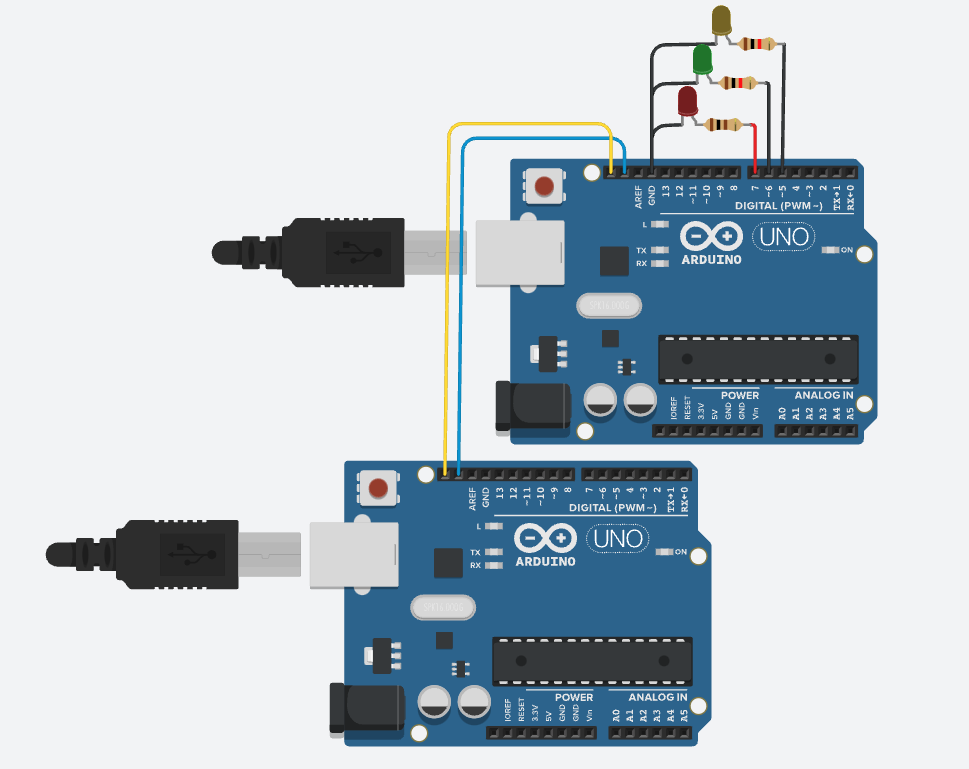 AREF
GND
13
12
~11
~10
~9
8
7
~6
~5
4
~3
2
TX→1
RX←0
DIGITAL (PWM~)
L
TX
RX
ARDUINO
UNO
ON
POWER
ANALOG IN
IOREF
RESET
3.3V
5V
GND
GND
Vin
A0
A1
A2
A3
A4
A5
AREF
GND
13
12
~11
~10
~9
8
7
~6
~5
4
~3
2
TX→1
RX←0
DIGITAL (PWM~)
L
TX
RX
ARDUINO
UNO
ON
POWER
ANALOG IN
IOREF
RESET
3.3V
5V
GND
GND
Vin
A0
A1
A2
A3
A4
A5